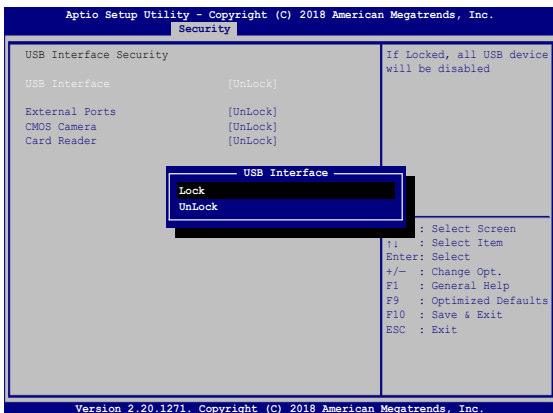 Aptio Setup Utility - Copyright (C) 2018 American Megatrends, Inc.
Security
USB Interface Security
USB Interface [UnLock]
External Ports [UnLock]
CMOS Camera [UnLock]
Card Reader [UnLock]
If Locked, all USB device
will be disabled
USB Interface
Lock
UnLock
: Select Screen
↑↓ : Select Item
Enter: Select
+/— : Change Opt.
F1 : General Help
F9 : Optimized Defaults
F10 : Save & Exit
ESC : Exit
Version 2.20.1271. Copyright (C) 2018 American Megatrends, Inc.